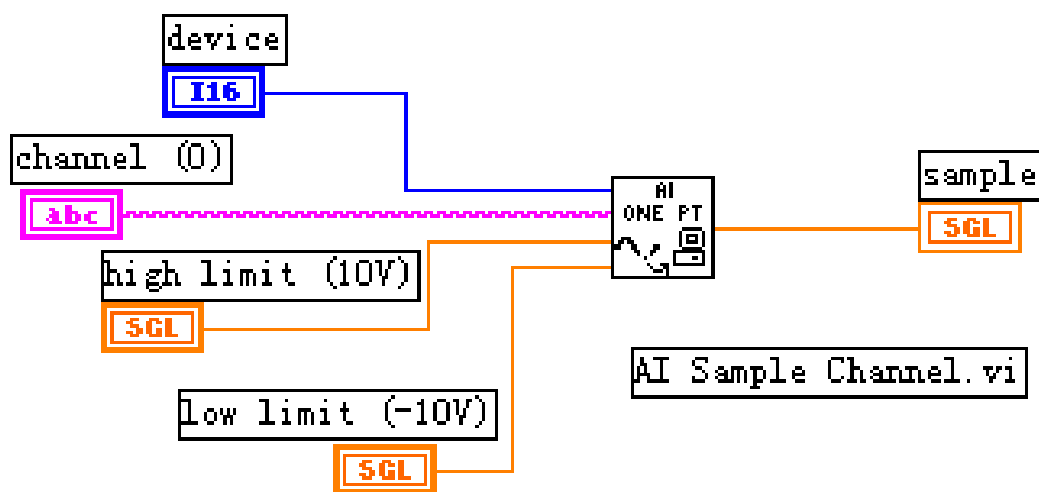 device
I16
channel (0)
abc
AI
ONE PT
sample
SGL
high limit (10V)
SGL
AI Sample Channel.vi
low limit (-10V)
SGL